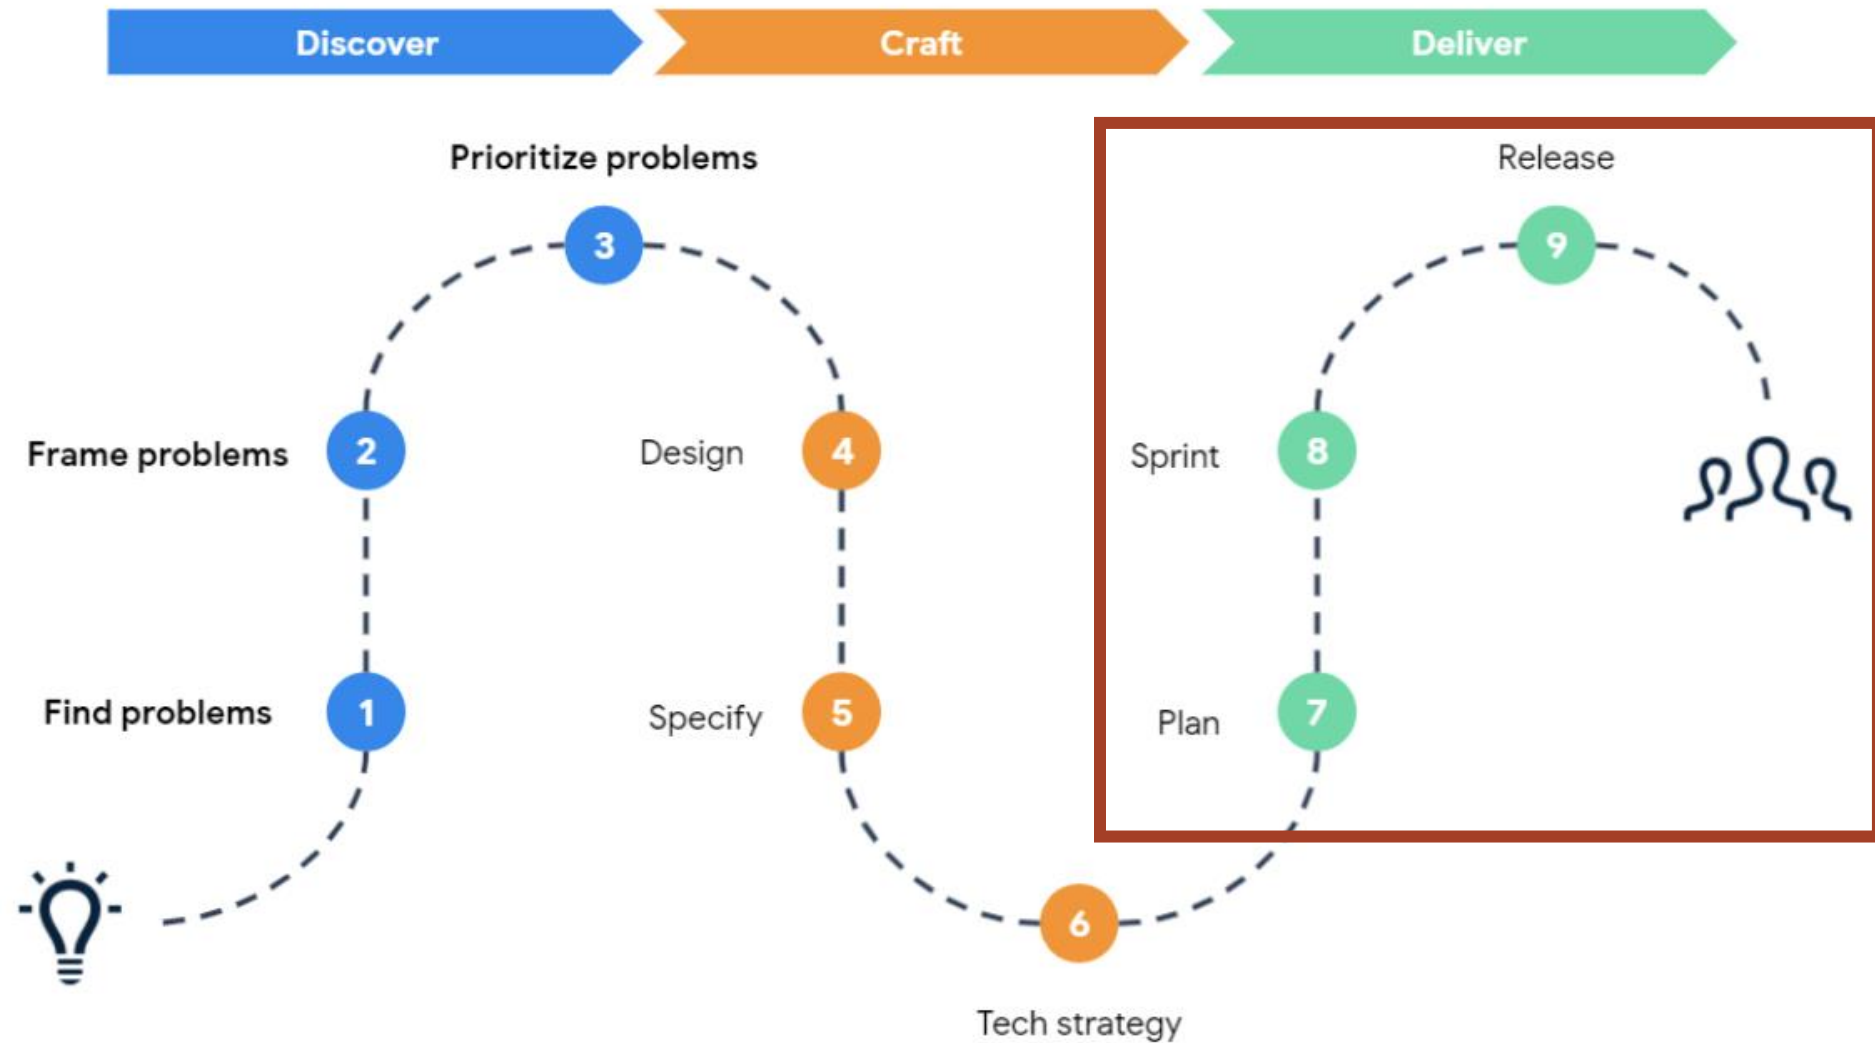 Discover
Craft
Deliver
Prioritize problems
3
Frame problems
2
Find problems
1
Design
4
Specify
5
6
Tech strategy
Release
9
Sprint
8
Plan
7